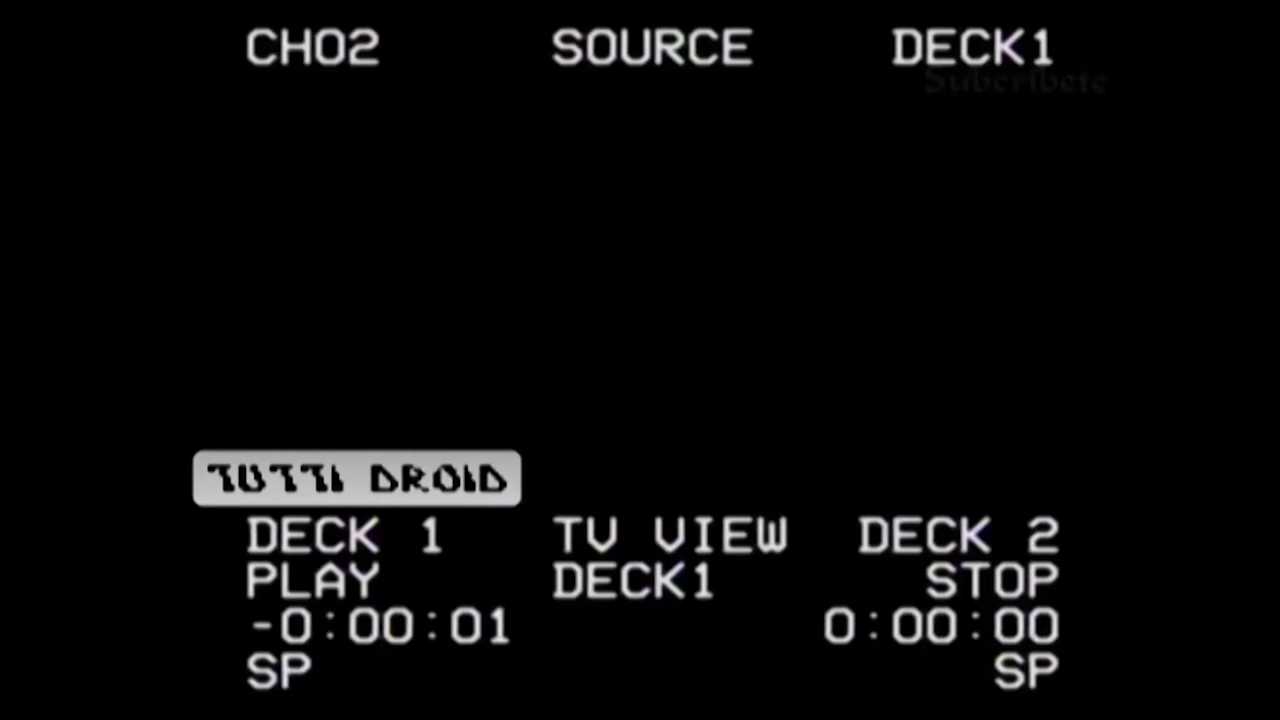 CH02 SOURCE DECK1
Subcribete
TUTTI DROID
DECK 1 TV VIEW DECK 2
PLAY DECK1 STOP
-0:00:01 0:00:00
SP SP